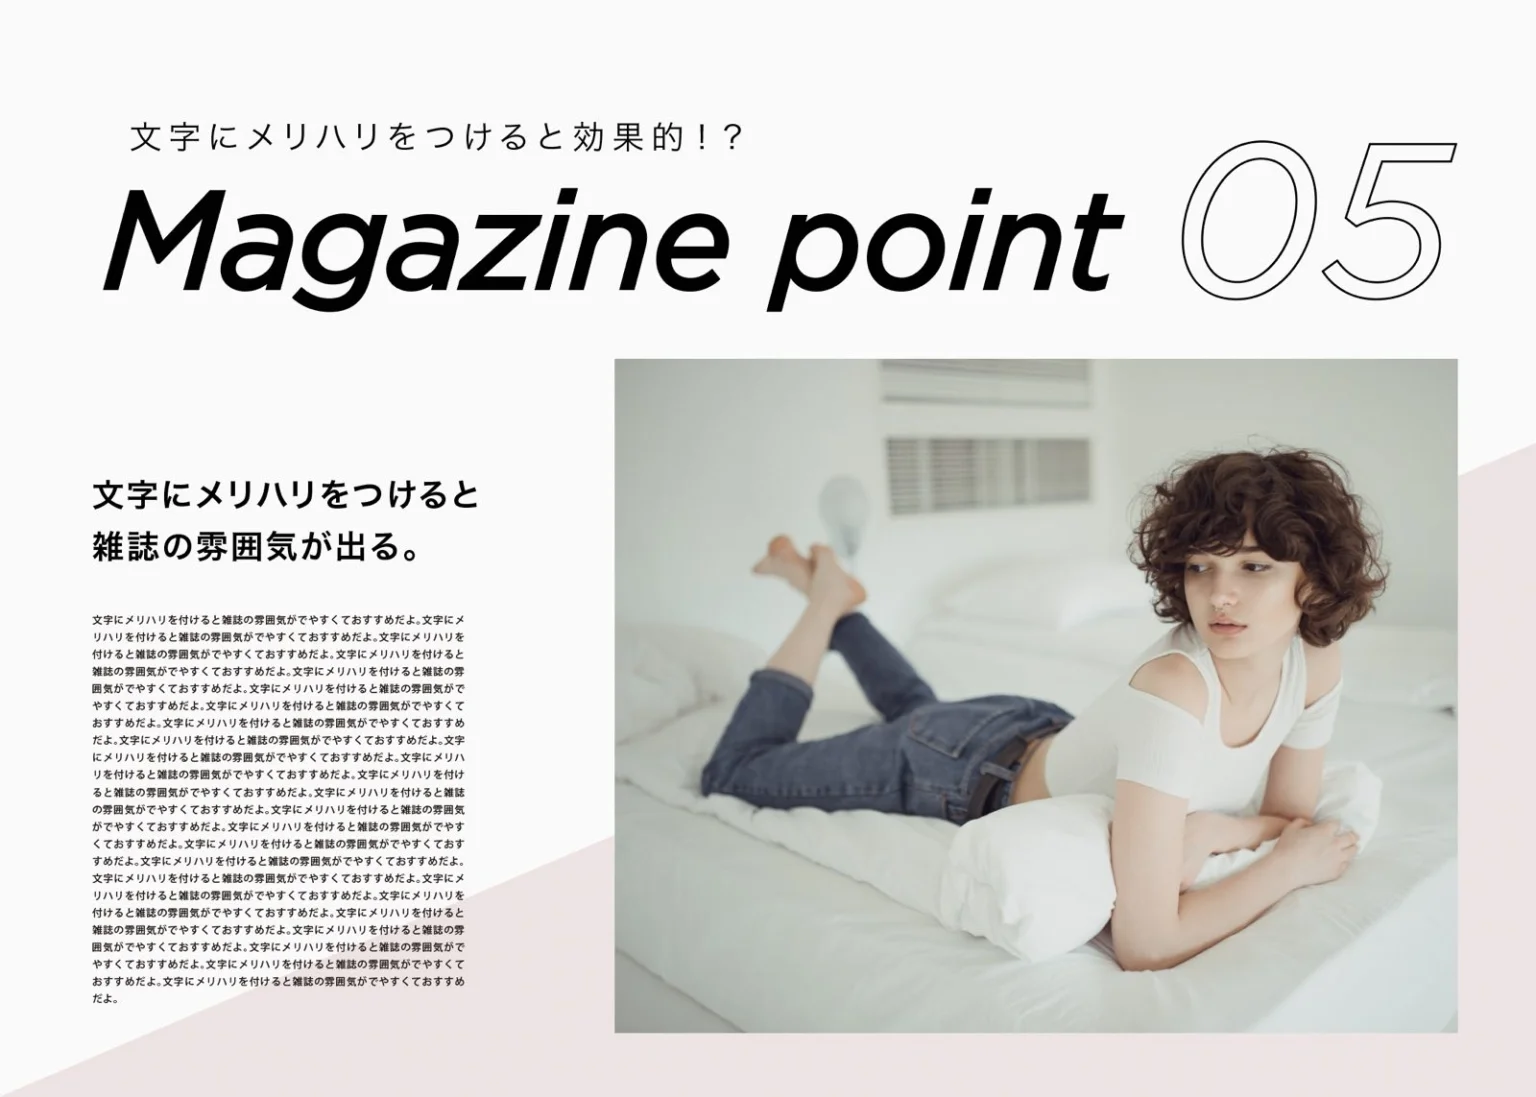 文字にメリハリをつけると効果的！？
Magazine point 05
文字にメリハリをつけると
雑誌の雰囲気が出る。
文字にメリハリを付けると雑誌の雰囲気がでやすくておすすめだよ。文字にメ
リハリを付けると雑誌の雰囲気がでやすくておすすめだよ。文字にメリハリを
付けると雑誌の雰囲気がでやすくておすすめだよ。文字にメリハリを付けると
雑誌の雰囲気がでやすくておすすめだよ。文字にメリハリを付けると雑誌の雰
囲気がでやすくておすすめだよ。文字にメリハリを付けると雑誌の雰囲気がで
やすくておすすめだよ。文字にメリハリを付けると雑誌の雰囲気がでやすくて
おすすめだよ。文字にメリハリを付けると雑誌の雰囲気がでやすくておすすめ
だよ。文字にメリハリを付けると雑誌の雰囲気がでやすくておすすめだよ。文字
にメリハリを付けると雑誌の雰囲気がでやすくておすすめだよ。文字にメリハ
リを付けると雑誌の雰囲気がでやすくておすすめだよ。文字にメリハリを付け
ると雑誌の雰囲気がでやすくておすすめだよ。文字にメリハリを付けると雑誌
の雰囲気がでやすくておすすめだよ。文字にメリハリを付けると雑誌の雰囲気
がでやすくておすすめだよ。文字にメリハリを付けると雑誌の雰囲気がでやす
くておすすめだよ。文字にメリハリを付けると雑誌の雰囲気がでやすくておす
すめだよ。文字にメリハリを付けると雑誌の雰囲気がでやすくておすすめだよ。
文字にメリハリを付けると雑誌の雰囲気がでやすくておすすめだよ。文字にメ
リハリを付けると雑誌の雰囲気がでやすくておすすめだよ。文字にメリハリを
付けると雑誌の雰囲気がでやすくておすすめだよ。文字にメリハリを付けると
雑誌の雰囲気がでやすくておすすめだよ。文字にメリハリを付けると雑誌の雰
囲気がでやすくておすすめだよ。文字にメリハリを付けると雑誌の雰囲気がで
やすくておすすめだよ。文字にメリハリを付けると雑誌の雰囲気がでやすくて
おすすめだよ。文字にメリハリを付けると雑誌の雰囲気がでやすくておすすめ
だよ。